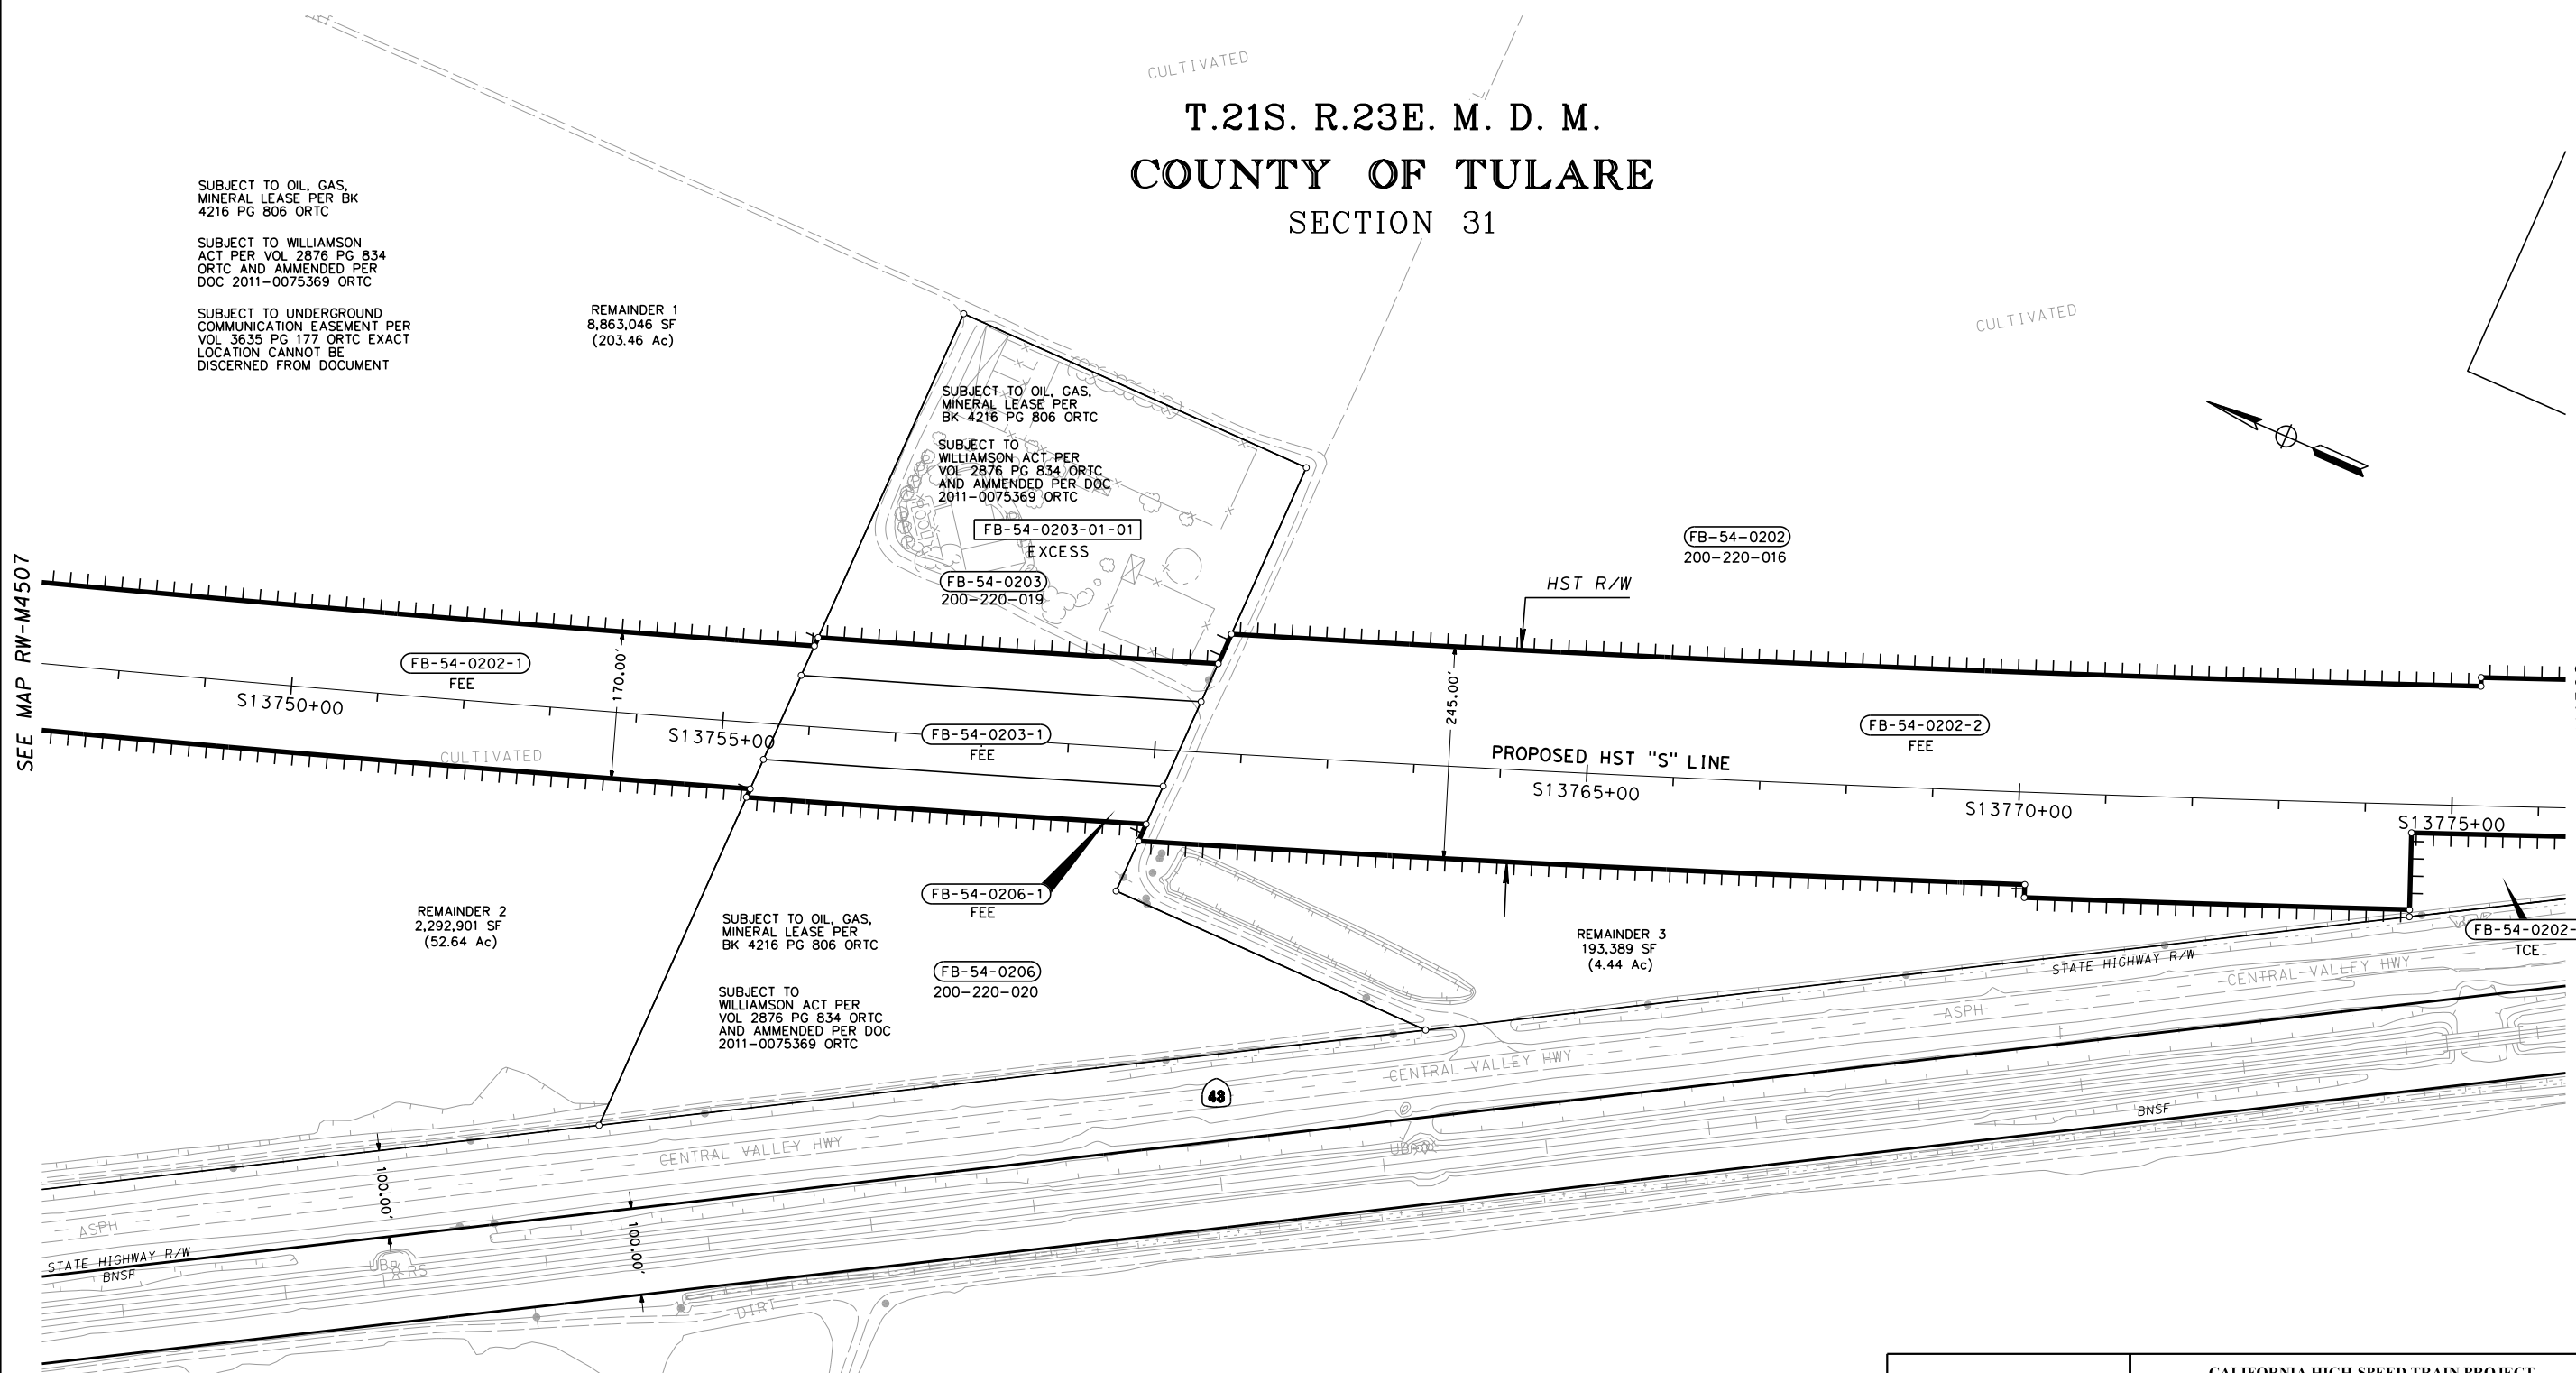 CULTIVATED
T.21S. R.23E. M. D. M.
COUNTY OF TULARE
SECTION 31
SUBJECT TO OIL, GAS,
MINERAL LEASE PER BK
4216 PG 806 ORTC
SUBJECT TO WILLIAMSON
ACT PER VOL 2876 PG 834
ORTC AND AMMENDED PER
DOC 2011-0075369 ORTC
SUBJECT TO UNDERGROUND
COMMUNICATION EASEMENT PER
VOL 3635 PG 177 ORTC EXACT
LOCATION CANNOT BE
DISCERNED FROM DOCUMENT
REMAINDER 1
8,863,046 SF
(203.46 Ac)
CULTIVATED
SUBJECT TO OIL, GAS,
MINERAL LEASE PER
BK 4216 PG 806 ORTC
SUBJECT TO
WILLIAMSON ACT PER
VOL 2876 PG 834 ORTC
AND AMMENDED PER DOC
2011-0075369 ORTC
FB-54-0203-01-01
EXCESS
FB-54-0203
200-220-019
FB-54-0202
200-220-016
HST R/W
SEE MAP RW-M4507
FB-54-0202-1
FEE
170.00'
S13750+00
S13755+00
CULTIVATED
FB-54-0203-1
FEE
245.00'
PROPOSED HST "S" LINE
FB-54-0202-2
FEE
S13765+00
S13770+00
S13775+00
FB-54-0206-1
FEE
REMAINDER 2
2,292,901 SF
(52.64 Ac)
SUBJECT TO OIL, GAS,
MINERAL LEASE PER
BK 4216 PG 806 ORTC
SUBJECT TO
WILLIAMSON ACT PER
VOL 2876 PG 834 ORTC
AND AMMENDED PER DOC
2011-0075369 ORTC
FB-54-0206
200-220-020
REMAINDER 3
193,389 SF
(4.44 Ac)
FB-54-0202-
TCE
STATE HIGHWAY R/W
CENTRAL VALLEY HWY
ASPH
CENTRAL VALLEY HWY
43
CENTRAL VALLEY HWY
BNSF
100.00'
100.00'
ASPH
STATE HIGHWAY R/W
BNSF
DIRT
CALIFORNIA HIGH-SPEED TRAIN PROJECT